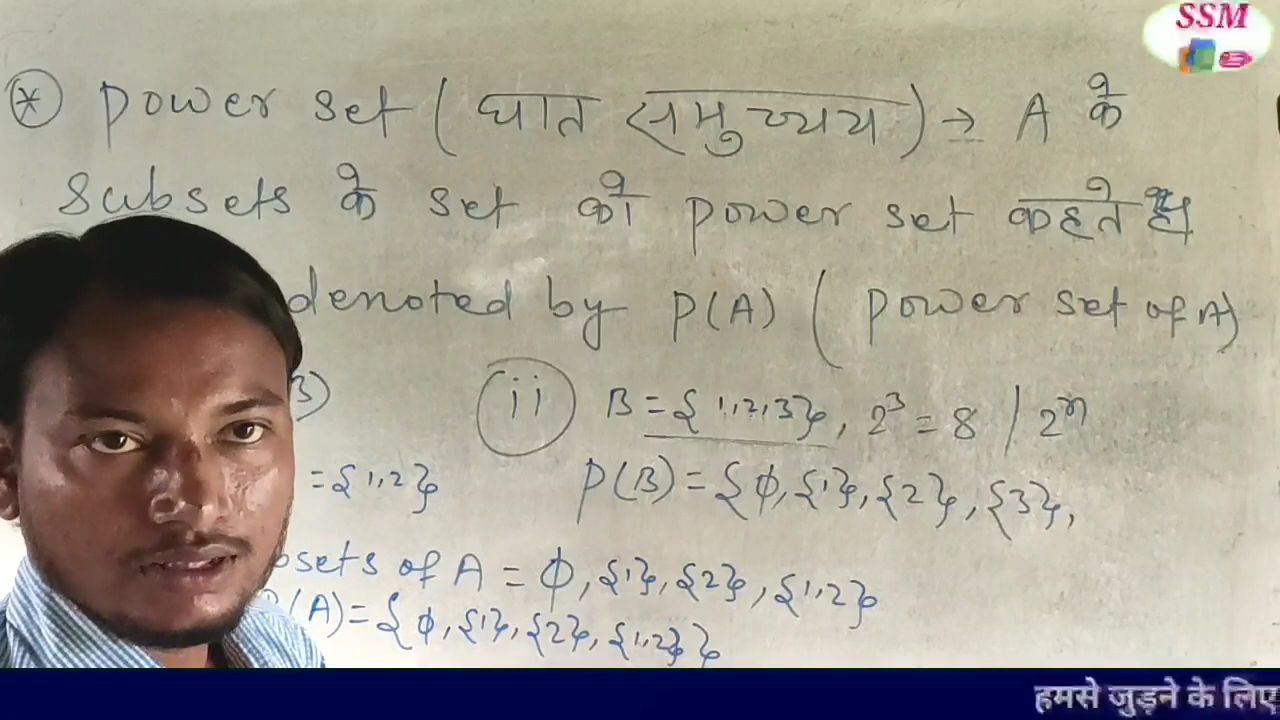 SSM
* Power set (घात समुच्चय) → A के
subsets के set को power set कहते हैं।
denoted by P(A) ( power set of A)
ii B = {1,2,3}, 2³ = 8 / 2ⁿ
= {1,2}
P(B) = {ϕ, {1}, {2}, {3},
sets of A = ϕ, {1}, {2}, {1,2}
(A) = {ϕ, {1}, {2}, {1,2}}
हमसे जुड़ने के लिए